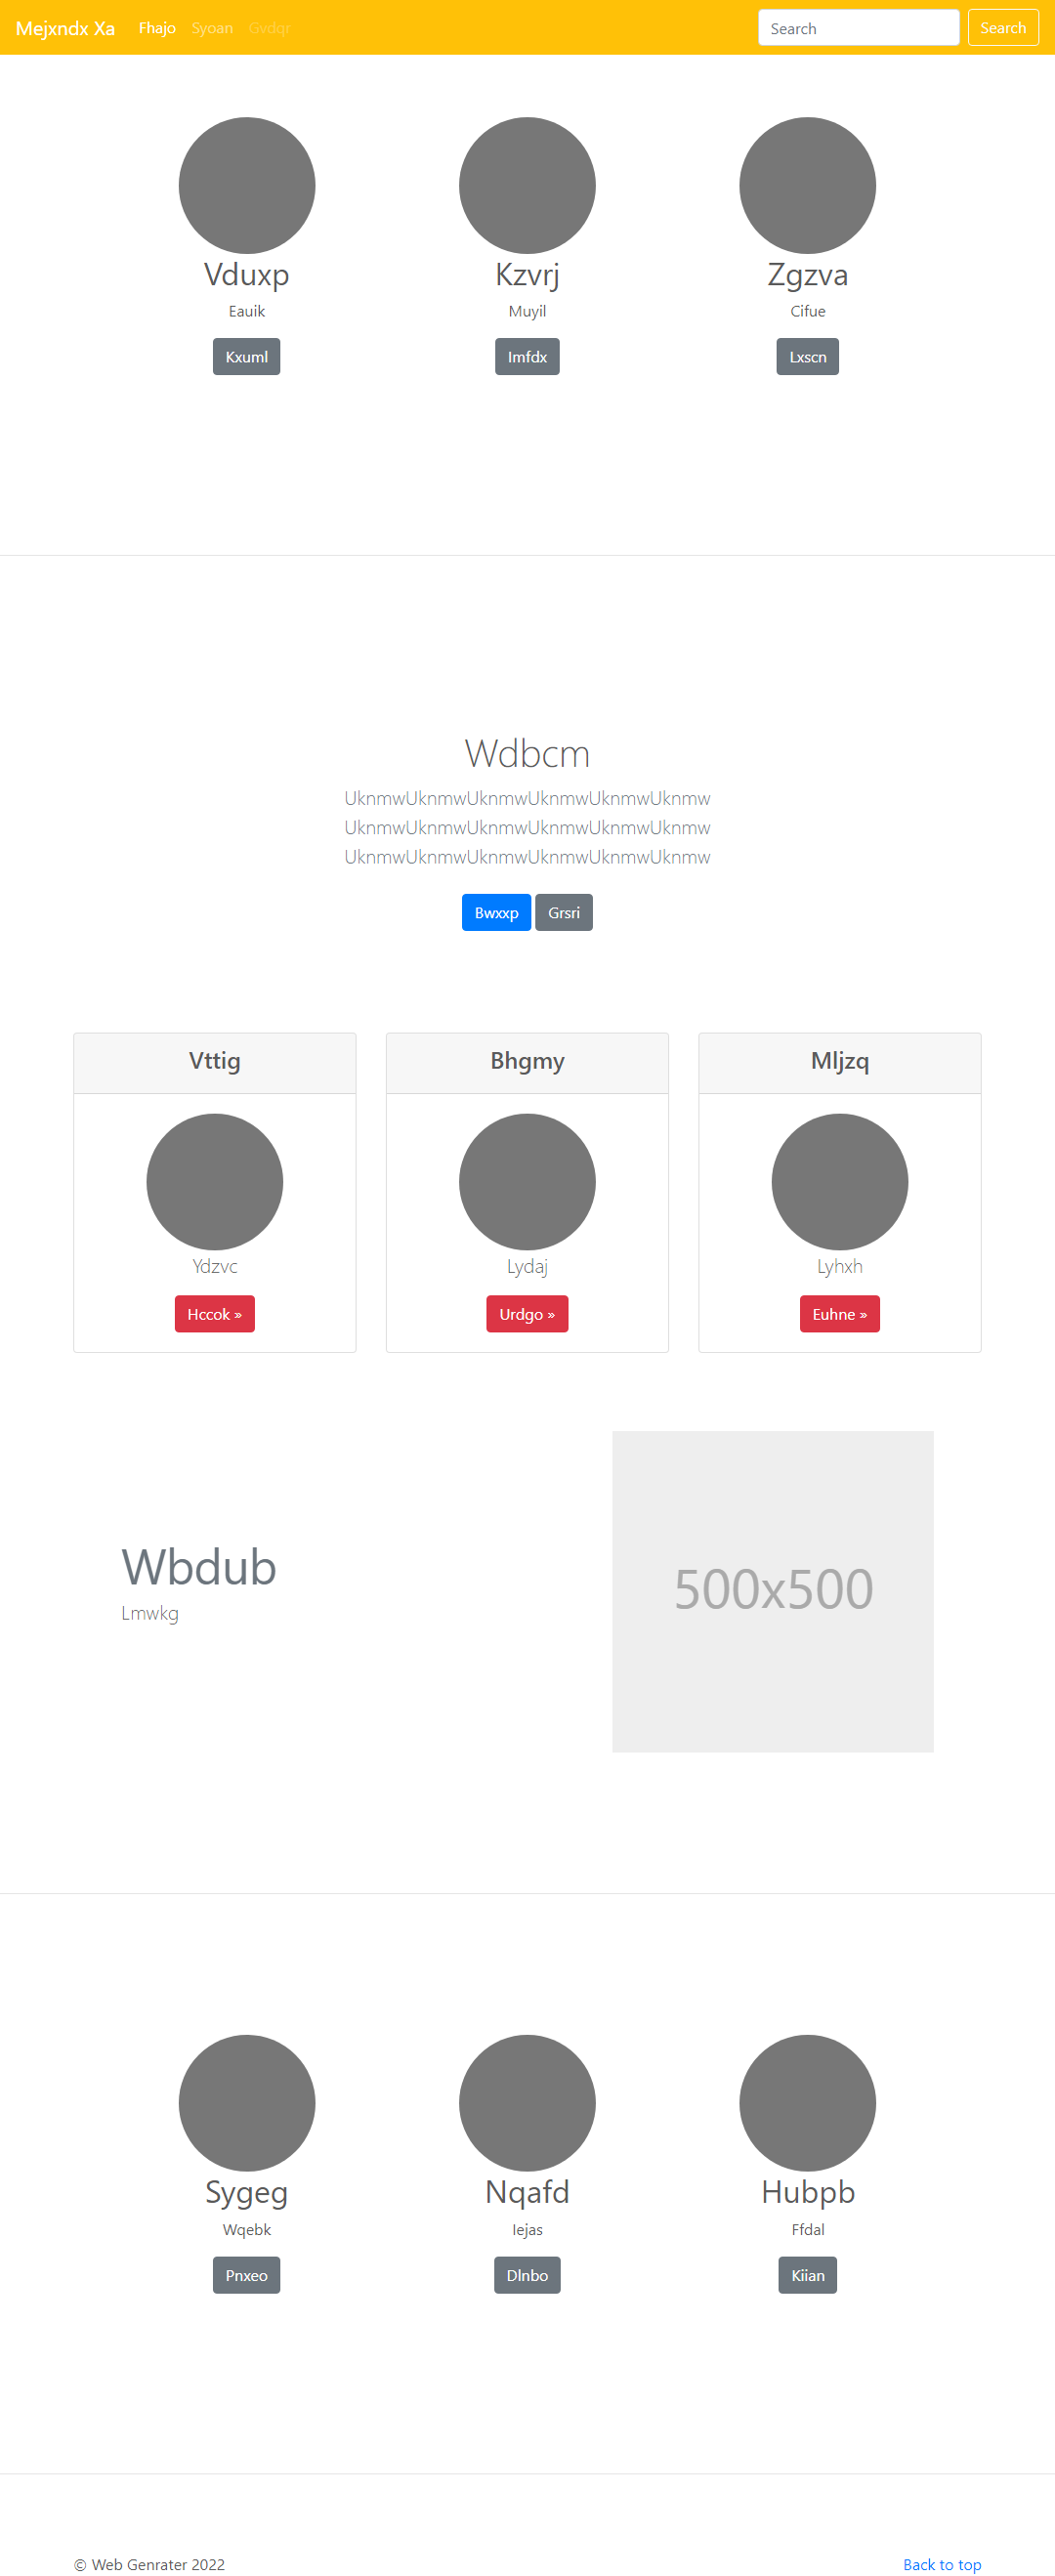 Mejxndx Xa Fhajo Syoan Gvdqr Search Search
Vduxp Kzvrj Zgzva
Eauik Muyil Cifue
Kxuml Imfdx Lxscn
Wdbcm
UknmwUknmwUknmwUknmwUknmwUknmw
UknmwUknmwUknmwUknmwUknmwUknmw
UknmwUknmwUknmwUknmwUknmwUknmw
Bwxxp Grsri
Vttig Bhgmy Mljzq
Ydzvc Lydaj Lyhxh
Hccok » Urdgo » Euhne »
Wbdub
Lmwkg
500x500
Sygeg Nqafd Hubpb
Wqebk Iejas Ffdal
Pnxeo Dlnbo Kiian
© Web Genrater 2022 Back to top